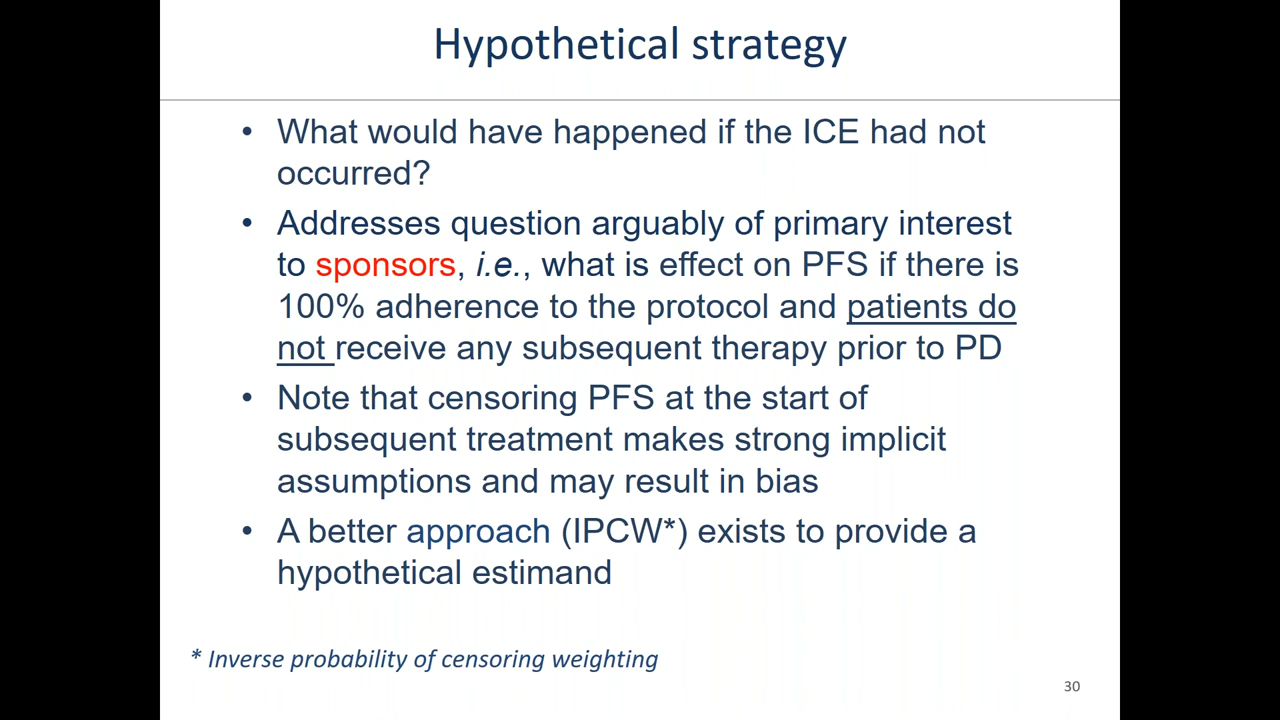 Hypothetical strategy
• What would have happened if the ICE had not
occurred?
• Addresses question arguably of primary interest
to sponsors, i.e., what is effect on PFS if there is
100% adherence to the protocol and patients do
not receive any subsequent therapy prior to PD
• Note that censoring PFS at the start of
subsequent treatment makes strong implicit
assumptions and may result in bias
• A better approach (IPCW*) exists to provide a
hypothetical estimand
* Inverse probability of censoring weighting
30